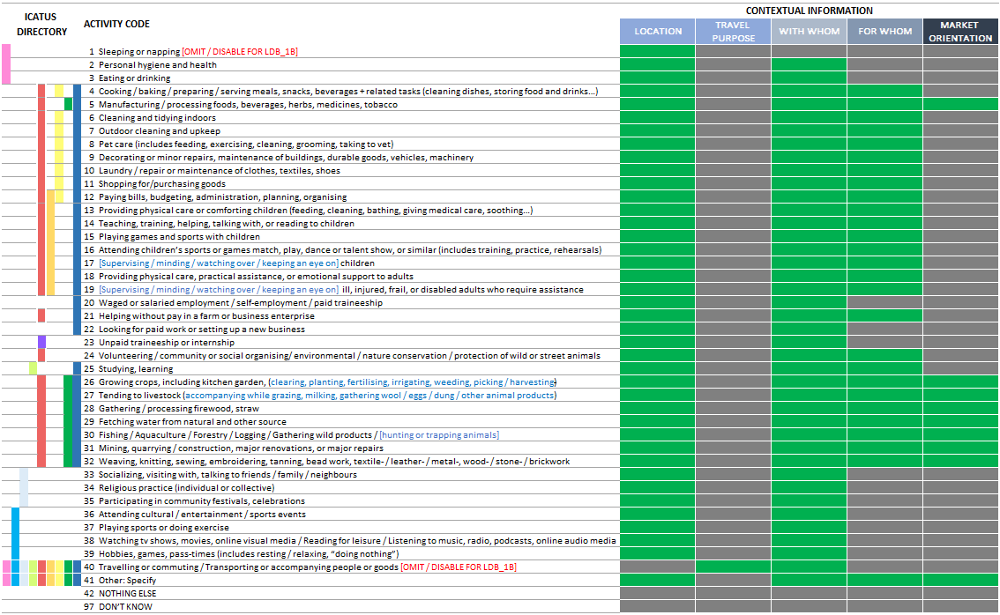 CONTEXTUAL INFORMATION
ICATUS DIRECTORY
ACTIVITY CODE
LOCATION
TRAVEL PURPOSE
WITH WHOM
FOR WHOM
MARKET ORIENTATION
1 Sleeping or napping [OMIT / DISABLE FOR LDB_1B]
2 Personal hygiene and health
3 Eating or drinking
4 Cooking / baking / preparing / serving meals, snacks, beverages + related tasks (cleaning dishes, storing food and drinks...)
5 Manufacturing / processing foods, beverages, herbs, medicines, tobacco
6 Cleaning and tidying indoors
7 Outdoor cleaning and upkeep
8 Pet care (includes feeding, exercising, cleaning, grooming, taking to vet)
9 Decorating or minor repairs, maintenance of buildings, durable goods, vehicles, machinery
10 Laundry / repair or maintenance of clothes, textiles, shoes
11 Shopping for/purchasing goods
12 Paying bills, budgeting, administration, planning, organising
13 Providing physical care or comforting children (feeding, cleaning, bathing, giving medical care, soothing...)
14 Teaching, training, helping, talking with, or reading to children
15 Playing games and sports with children
16 Attending children's sports or games match, play, dance or talent show, or similar (includes training, practice, rehearsals)
17 [Supervising / minding / watching over / keeping an eye on] children
18 Providing physical care, practical assistance, or emotional support to adults
19 [Supervising / minding / watching over / keeping an eye on] ill, injured, frail, or disabled adults who require assistance
20 Waged or salaried employment / self-employment / paid traineeship
21 Helping without pay in a farm or business enterprise
22 Looking for paid work or setting up a new business
23 Unpaid traineeship or internship
24 Volunteering / community or social organising/ environmental / nature conservation / protection of wild or street animals
25 Studying, learning
26 Growing crops, including kitchen garden, (clearing, planting, fertilising, irrigating, weeding, picking / harvesting)
27 Tending to livestock (accompanying while grazing, milking, gathering wool / eggs / dung / other animal products)
28 Gathering / processing firewood, straw
29 Fetching water from natural and other source
30 Fishing / Aquaculture / Forestry / Logging / Gathering wild products / [hunting or trapping animals]
31 Mining, quarrying / construction, major renovations, or major repairs
32 Weaving, knitting, sewing, embroidering, tanning, bead work, textile- / leather- / metal-, wood- / stone- / brickwork
33 Socializing, visiting with, talking to friends / family / neighbours
34 Religious practice (individual or collective)
35 Participating in community festivals, celebrations
36 Attending cultural / entertainment / sports events
37 Playing sports or doing exercise
38 Watching tv shows, movies, online visual media / Reading for leisure / Listening to music, radio, podcasts, online audio media
39 Hobbies, games, pass-times (includes resting / relaxing, "doing nothing")
40 Travelling or commuting / Transporting or accompanying people or goods [OMIT / DISABLE FOR LDB_1B]
41 Other: Specify
42 NOTHING ELSE
97 DON'T KNOW